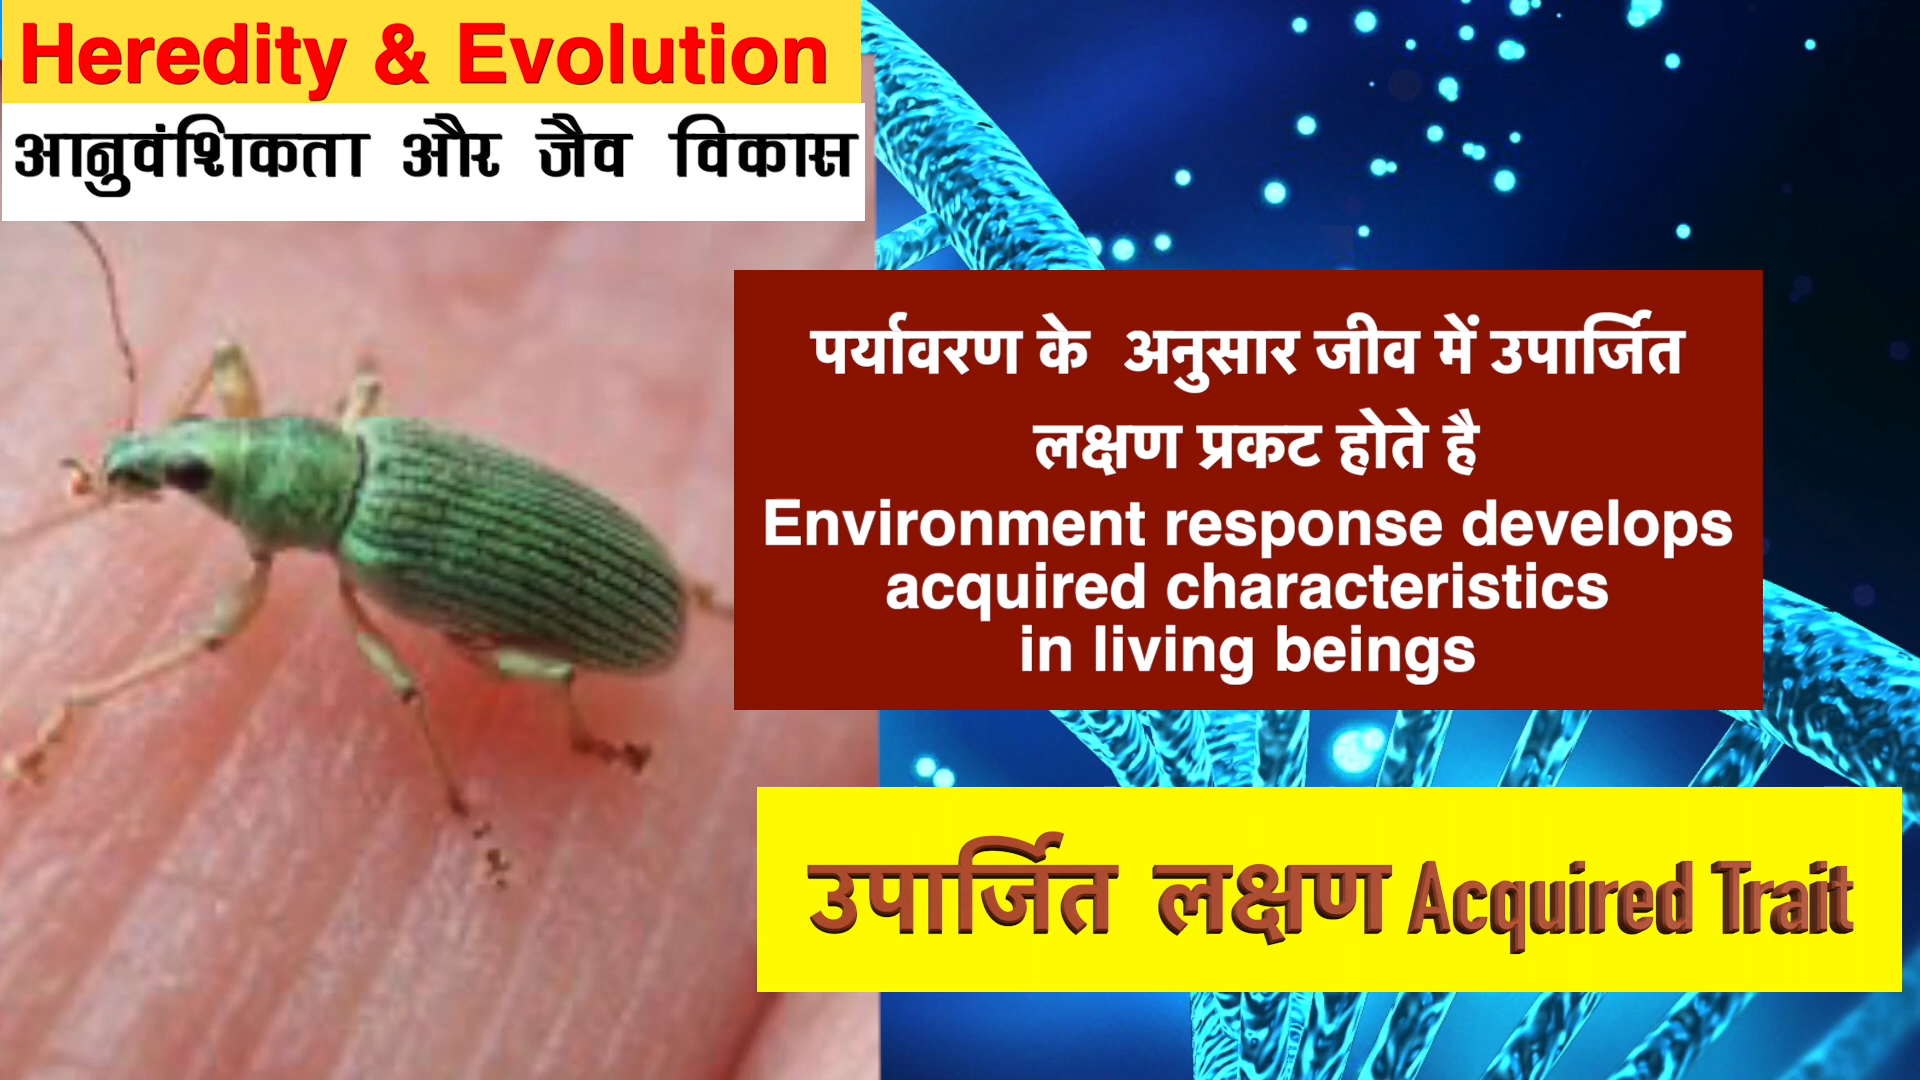 Heredity & Evolution
आनुवंशिकता और जैव विकास
पर्यावरण के अनुसार जीव में उपार्जित
लक्षण प्रकट होते है
Environment response develops
acquired characteristics
in living beings
उपार्जित लक्षण Acquired Trait